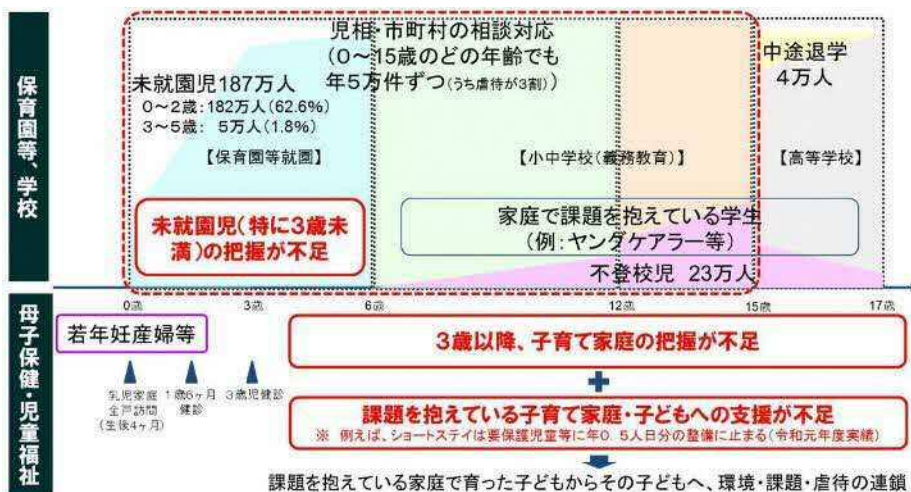 保育園等、学校
児相・市町村の相談対応
(0～15歳のどの年齢でも
年5万件ずつ(うち虐待が3割))
未就園児187万人
0～2歳:182万人(62.6%)
3～5歳: 5万人(1.8%)
中途退学
4万人
【保育園等就園】
【小中学校(義務教育)】
【高等学校】
未就園児(特に3歳未
満)の把握が不足
家庭で課題を抱えている学生
(例:ヤングケアラー等)
不登校児 23万人
0歳
3歳
6歳
12歳
15歳
17歳
母子保健・児童福祉
若年妊産婦等
乳児家庭
全戸訪問
(生後4ヶ月)
1歳6ヶ月
健診
3歳児健診
3歳以降、子育て家庭の把握が不足
+
課題を抱えている子育て家庭・子どもへの支援が不足
※ 例えば、ショートステイは要保護児童等に年0.5人日分の整備に止まる(令和元年度実績)
課題を抱えている家庭で育った子どもからその子どもへ、環境・課題・虐待の連鎖